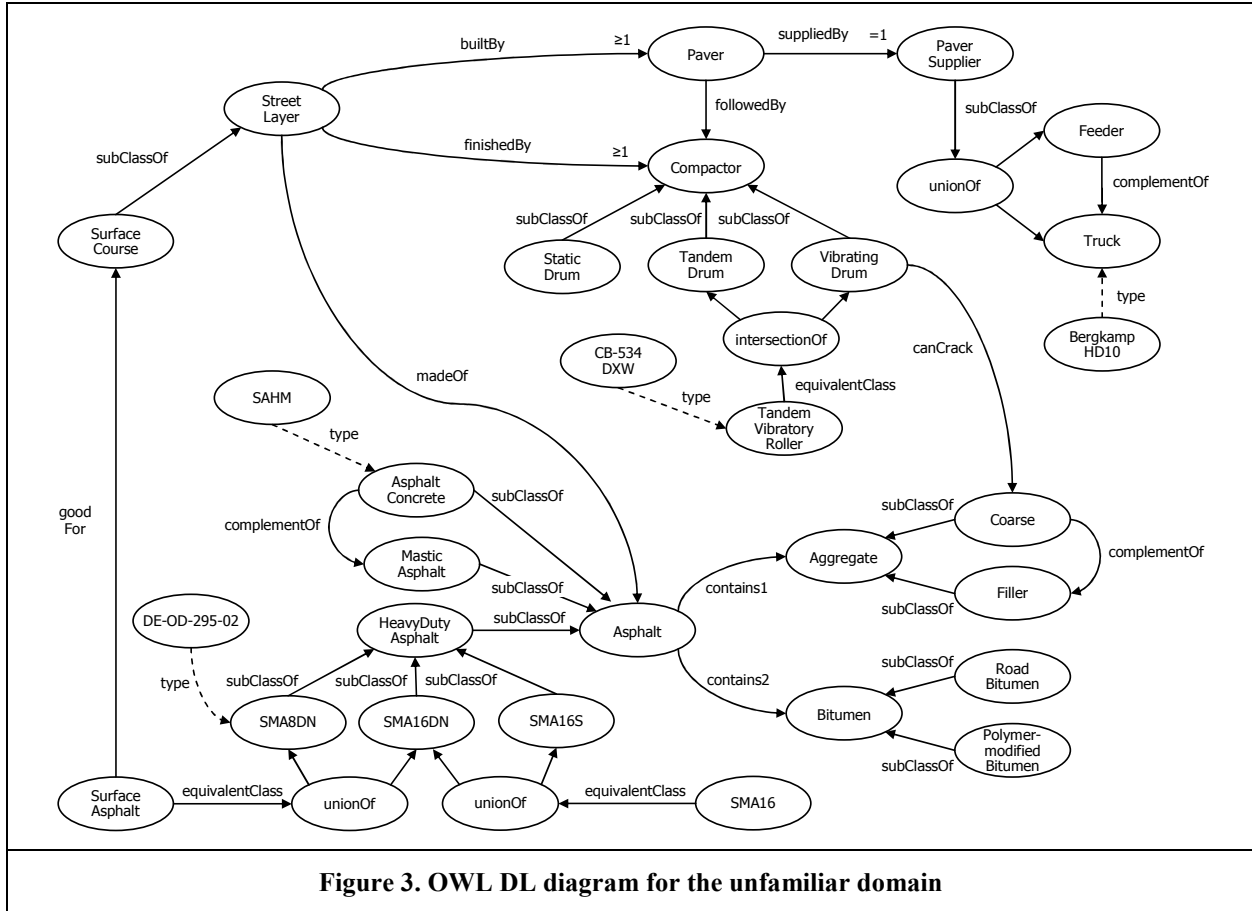 builtBy
≥1
Paver
suppliedBy
=1
Paver
Supplier
Street
Layer
followedBy
subClassOf
Feeder
subClassOf
finishedBy
≥1
Compactor
unionOf
complementOf
Surface
Course
subClassOf
subClassOf
subClassOf
Static
Drum
Tandem
Drum
Vibrating
Drum
Truck
type
intersectionOf
Bergkamp
HD10
CB-534
DXW
canCrack
madeOf
equivalentClass
SAHM
type
Tandem
Vibratory
Roller
type
Asphalt
Concrete
subClassOf
good
For
complementOf
subClassOf
Coarse
Mastic
Asphalt
Aggregate
complementOf
subClassOf
contains1
Filler
DE-OD-295-02
HeavyDuty
Asphalt
subClassOf
Asphalt
subClassOf
type
subClassOf
subClassOf
subClassOf
contains2
subClassOf
Road
Bitumen
SMA8DN
SMA16DN
SMA16S
Bitumen
Polymer-
modified
Bitumen
subClassOf
Surface
Asphalt
equivalentClass
unionOf
unionOf
equivalentClass
SMA16
Figure 3. OWL DL diagram for the unfamiliar domain